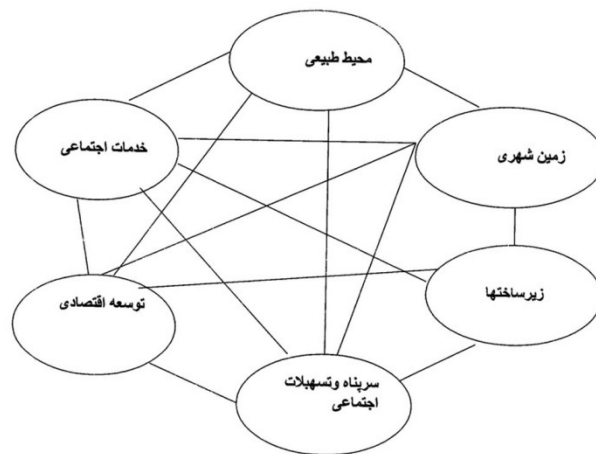 محیط طبیعی
خدمات اجتماعی
زمین شهری
توسعه اقتصادی
زیرساختها
سرپناه وتسهیلات
اجتماعی